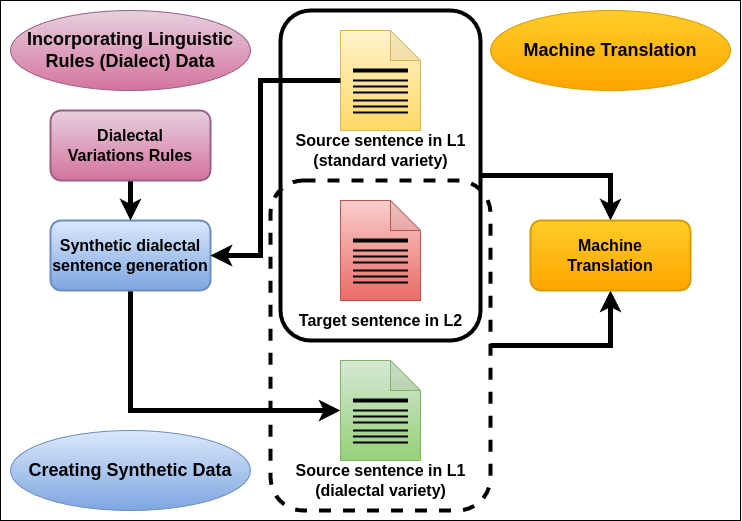 Incorporating Linguistic
Rules (Dialect) Data
Machine Translation
Dialectal
Variations Rules
Source sentence in L1
(standard variety)
Synthetic dialectal
sentence generation
Machine
Translation
Target sentence in L2
Creating Synthetic Data
Source sentence in L1
(dialectal variety)